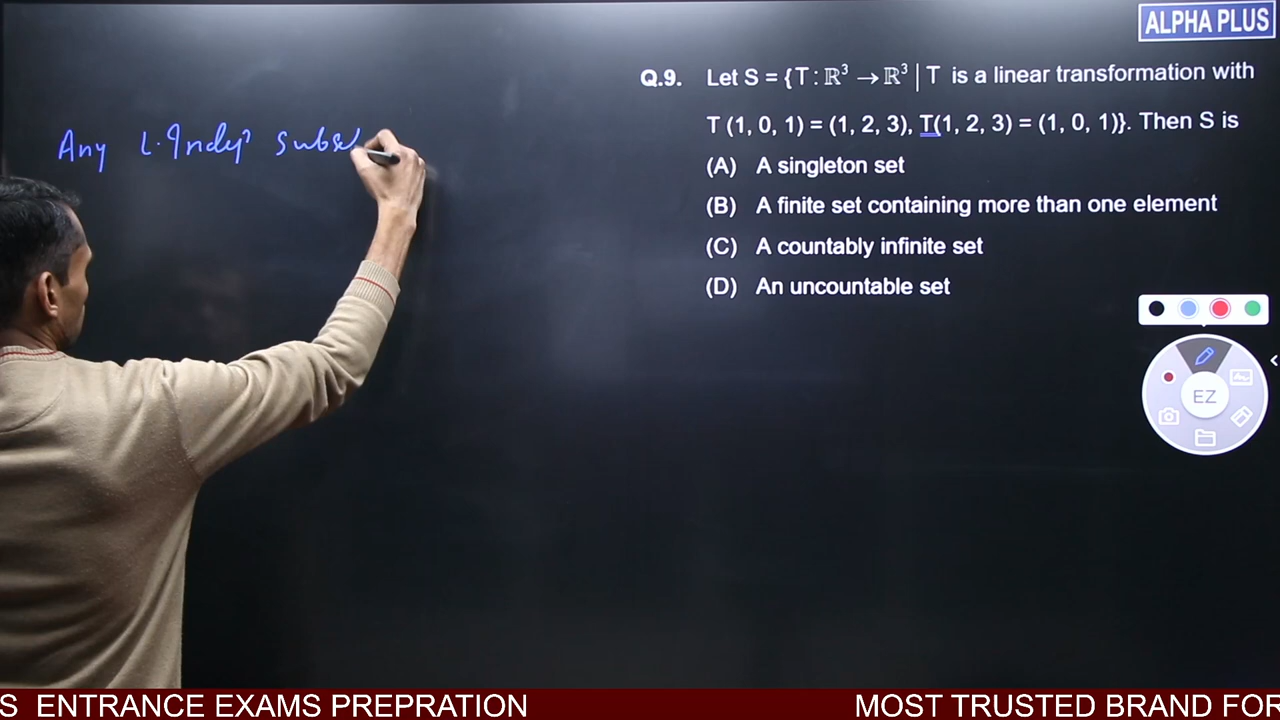 ALPHA PLUS
Q.9. Let S = {T : ℝ³ → ℝ³ | T is a linear transformation with
T (1, 0, 1) = (1, 2, 3), T(1, 2, 3) = (1, 0, 1)}. Then S is
(A) A singleton set
(B) A finite set containing more than one element
(C) A countably infinite set
(D) An uncountable set
Any L.Indep
EZ
S ENTRANCE EXAMS PREPRATION MOST TRUSTED BRAND FOR